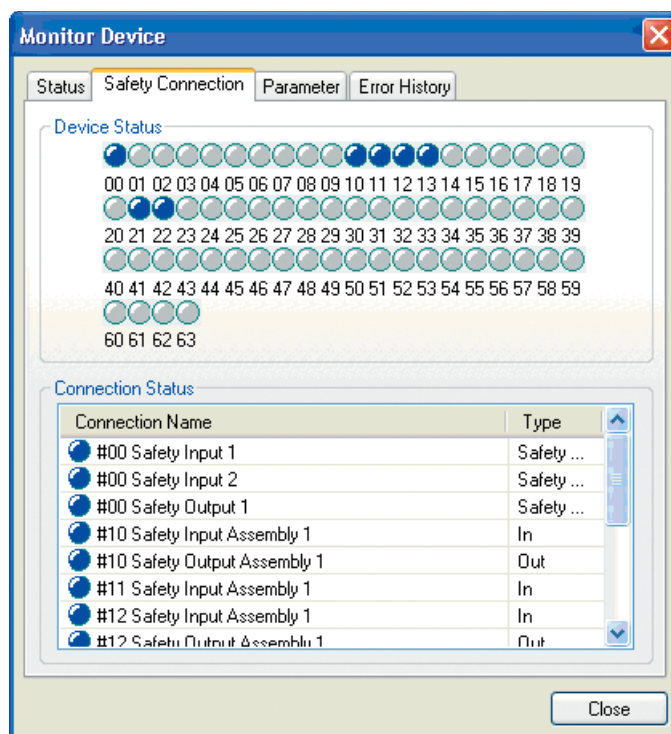 Monitor Device
Status Safety Connection Parameter Error History
Device Status
00 01 02 03 04 05 06 07 08 09 10 11 12 13 14 15 16 17 18 19
20 21 22 23 24 25 26 27 28 29 30 31 32 33 34 35 36 37 38 39
40 41 42 43 44 45 46 47 48 49 50 51 52 53 54 55 56 57 58 59
60 61 62 63
Connection Status
Connection Name Type
#00 Safety Input 1 Safety ...
#00 Safety Input 2 Safety ...
#00 Safety Output 1 Safety ...
#10 Safety Input Assembly 1 In
#10 Safety Output Assembly 1 Out
#11 Safety Input Assembly 1 In
#12 Safety Input Assembly 1 In
#12 Safety Output Assembly 1 Out
Close